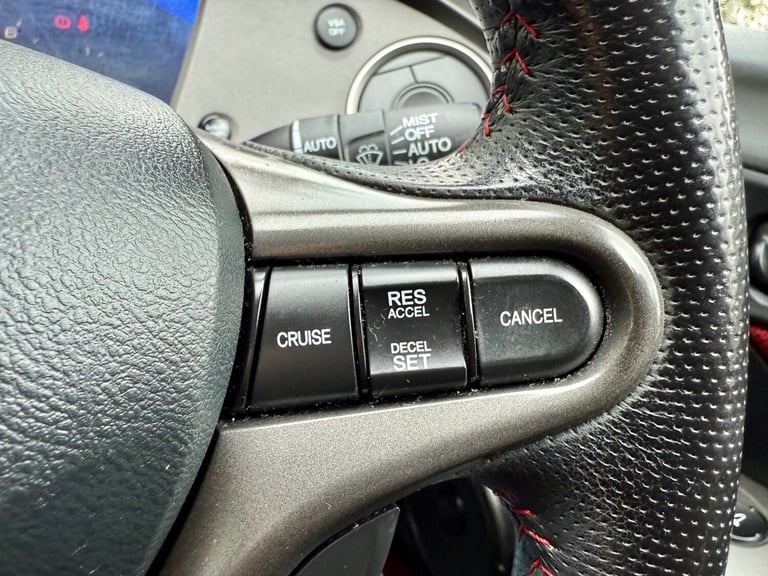 VSA
OFF
MIST
OFF
AUTO
AUTO
RES
ACCEL
CRUISE
CANCEL
DECEL
SET